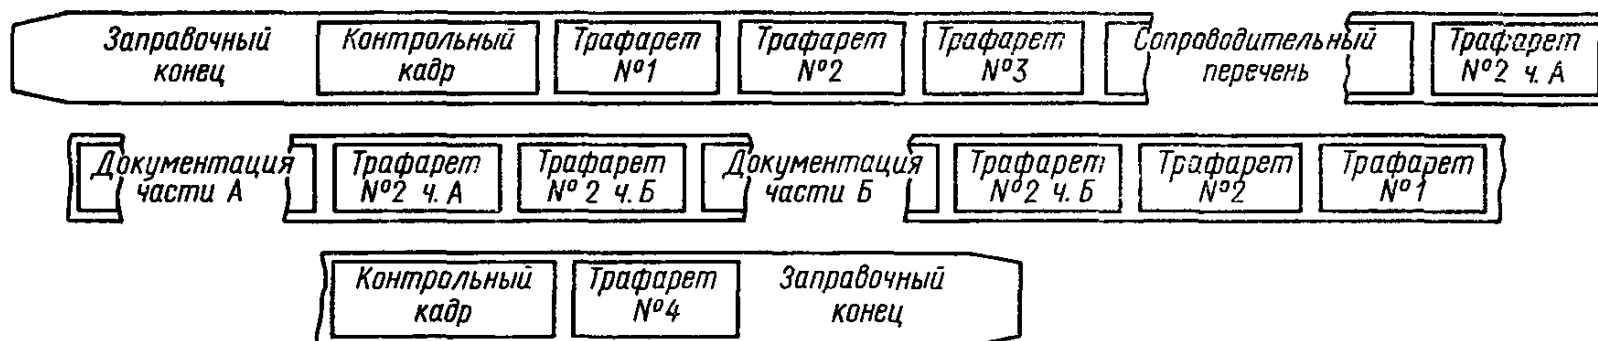 Заправочный конец
Контрольный кадр
Трафарет №1
Трафарет №2
Трафарет №3
Сопроводительный перечень
Трафарет №2 ч. А
Документация части А
Трафарет №2 ч. А
Трафарет №2 ч. Б
Документация части Б
Трафарет №2 ч. Б
Трафарет №2
Трафарет №1
Контрольный кадр
Трафарет №4
Заправочный конец